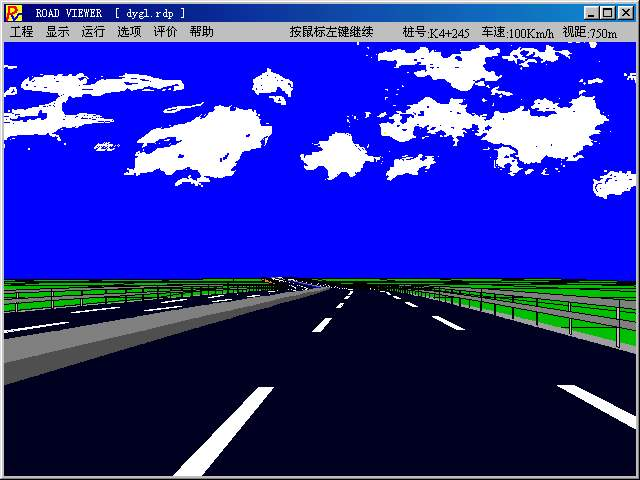 ROAD VIEWER [ dygl.rdp ]
工程 显示 运行 选项 评价 帮助 按鼠标左键继续 桩号:K4+245 车速:100Km/h 视距:750m